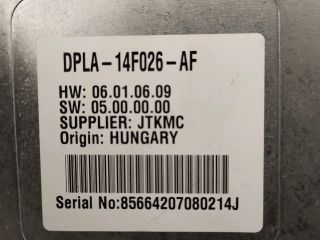 DPLA-14F026-AF
HW: 06.01.06.09
SW: 05.00.00.00
SUPPLIER: JTKMC
Origin: HUNGARY
Serial No:85664207080214J